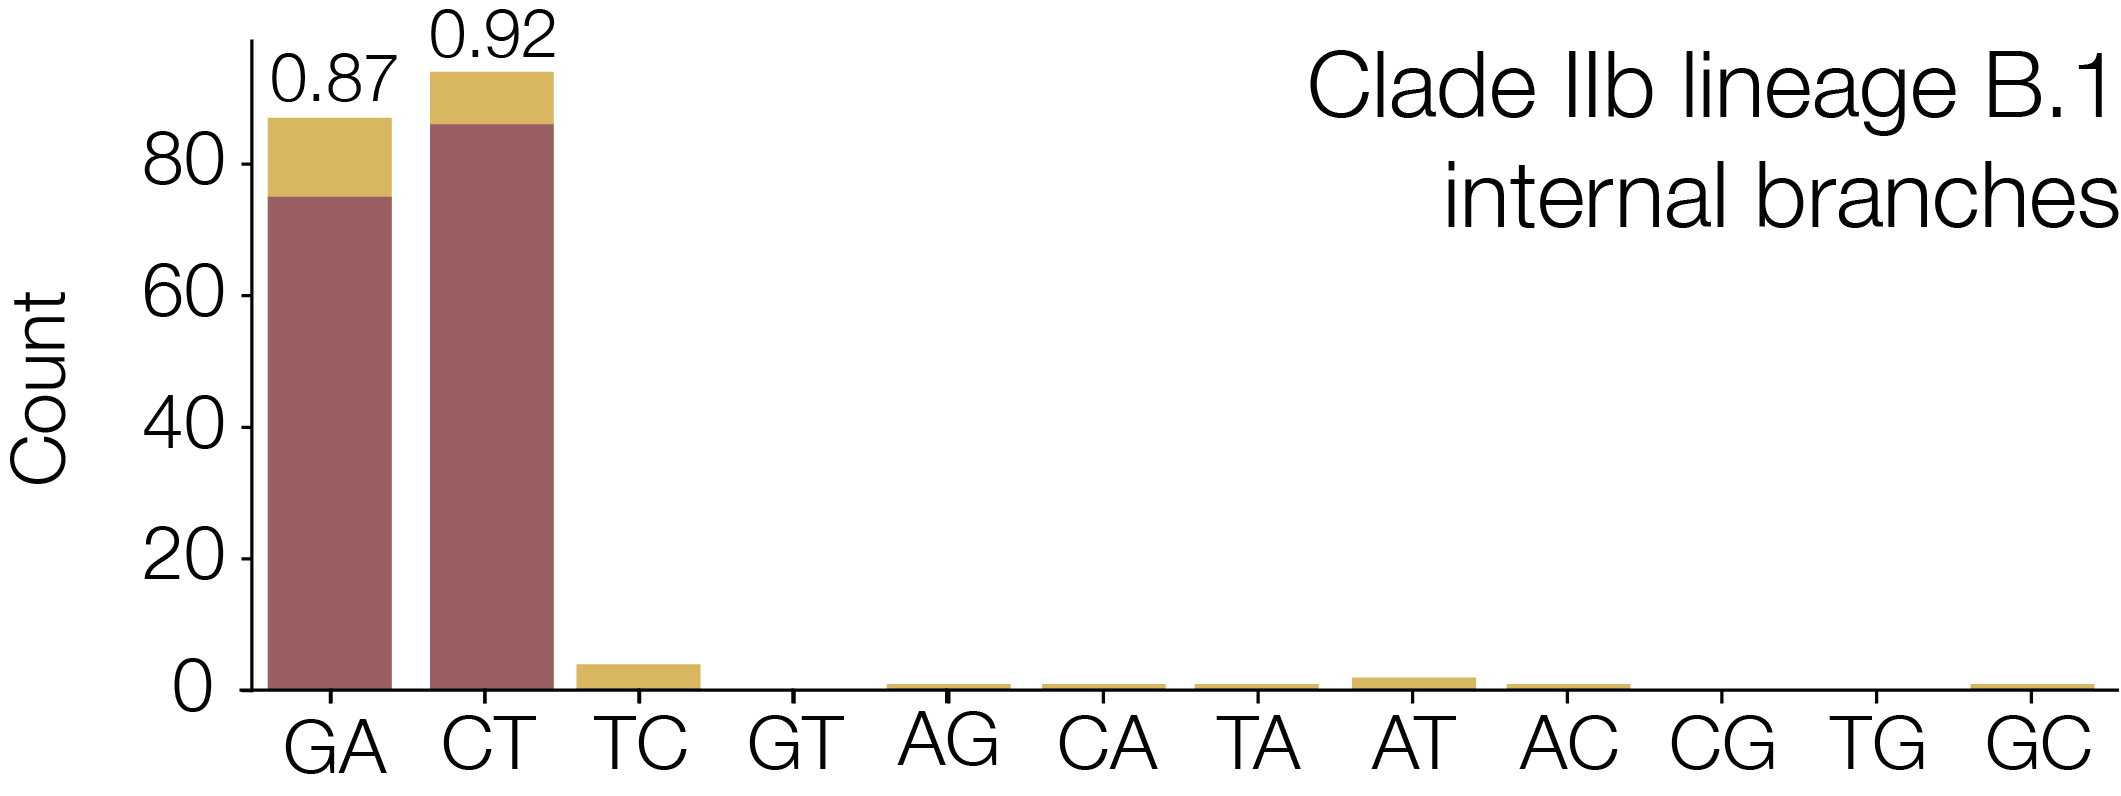 0.87
0.92
Clade IIb lineage B.1
internal branches
Count
80
60
40
20
0
GA CT TC GT AG CA TA AT AC CG TG GC